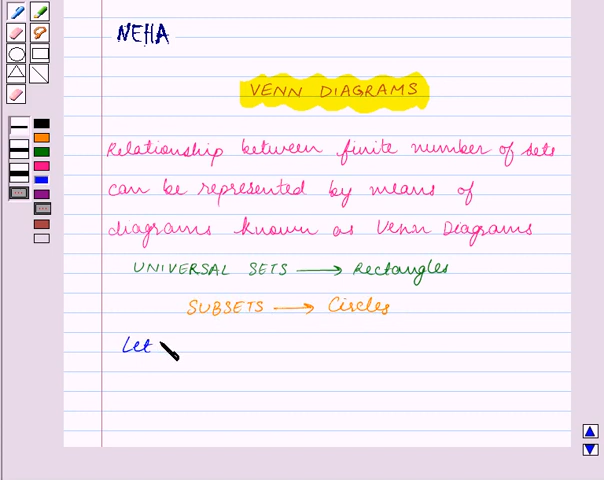 NEHA
VENN DIAGRAMS
Relationship between finite number of sets
can be represented by means of
diagrams known as Venn Diagrams
UNIVERSAL SETS → Rectangles
SUBSETS → Circles
Let